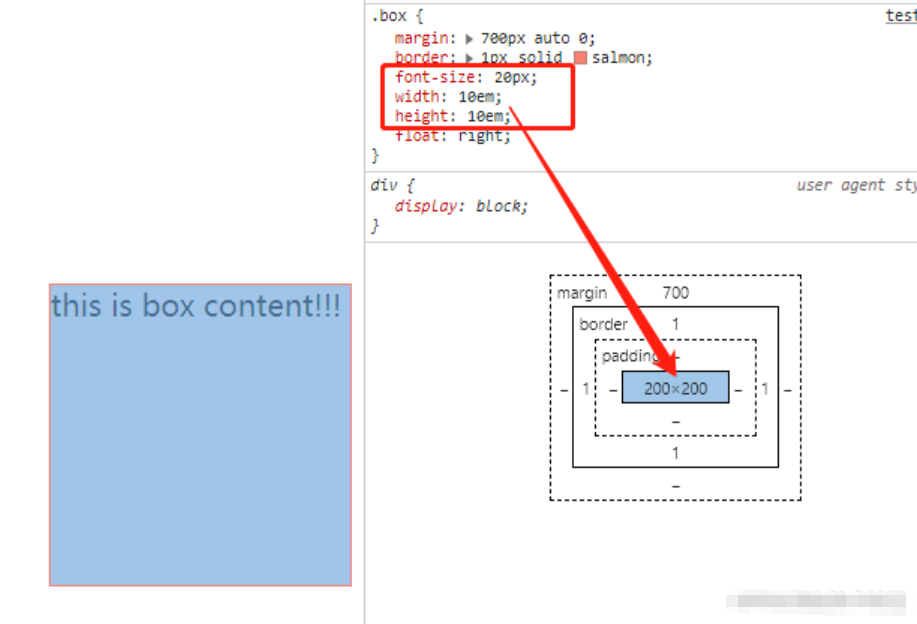 .box {
test
margin: ▶ 700px auto 0;
border: ▶ 1px solid salmon;
font-size: 20px;
width: 10em;
height: 10em;
float: right;
}
div {
user agent sty
display: block;
}
this is box content!!!
margin 700
border 1
padding –
– 1 – 200×200 – 1 –
–
1
–